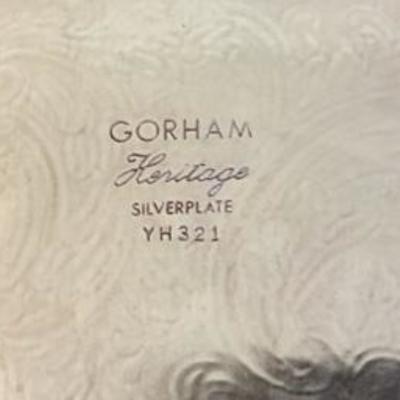 GORHAM
Heritage
SILVERPLATE
YH321